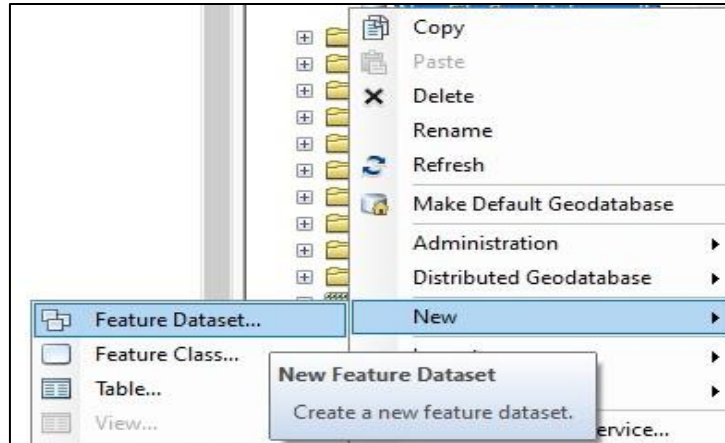 Copy
Paste
Delete
Rename
Refresh
Make Default Geodatabase
Administration
Distributed Geodatabase
New
Feature Dataset...
Feature Class...
Table...
View...
New Feature Dataset
Create a new feature dataset.